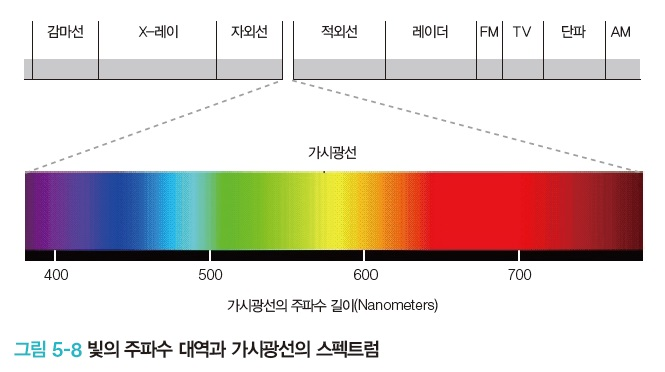 감마선 X-레이 자외선 적외선 레이더 FM TV 단파 AM
가시광선
400 500 600 700
가시광선의 주파수 길이(Nanometers)
그림 5-8 빛의 주파수 대역과 가시광선의 스펙트럼